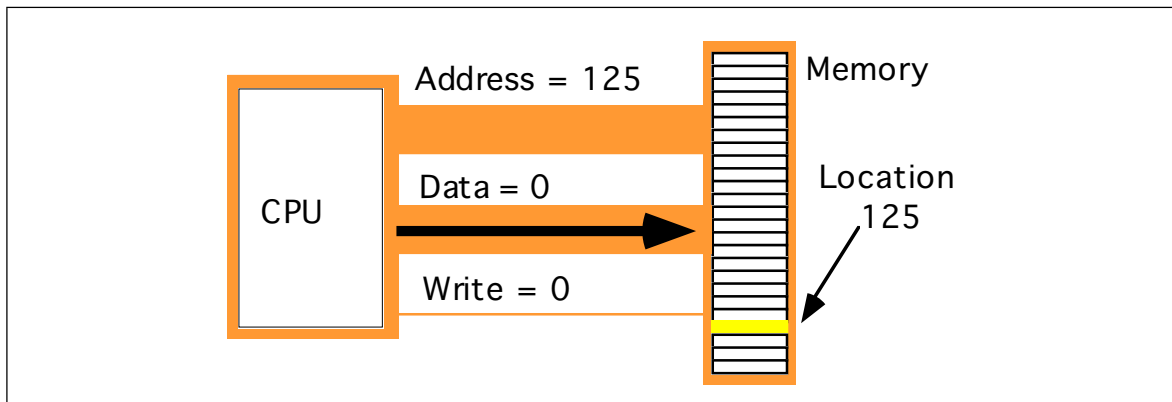 Address = 125
Memory
Data = 0
Location
125
CPU
Write = 0